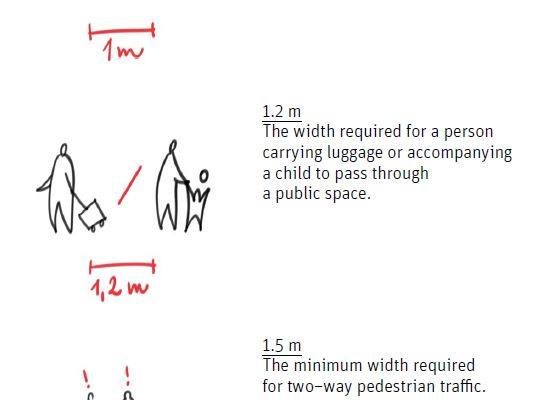 1m
1.2 m
The width required for a person
carrying luggage or accompanying
a child to pass through
a public space.
1,2 m
1.5 m
The minimum width required
for two–way pedestrian traffic.
! !